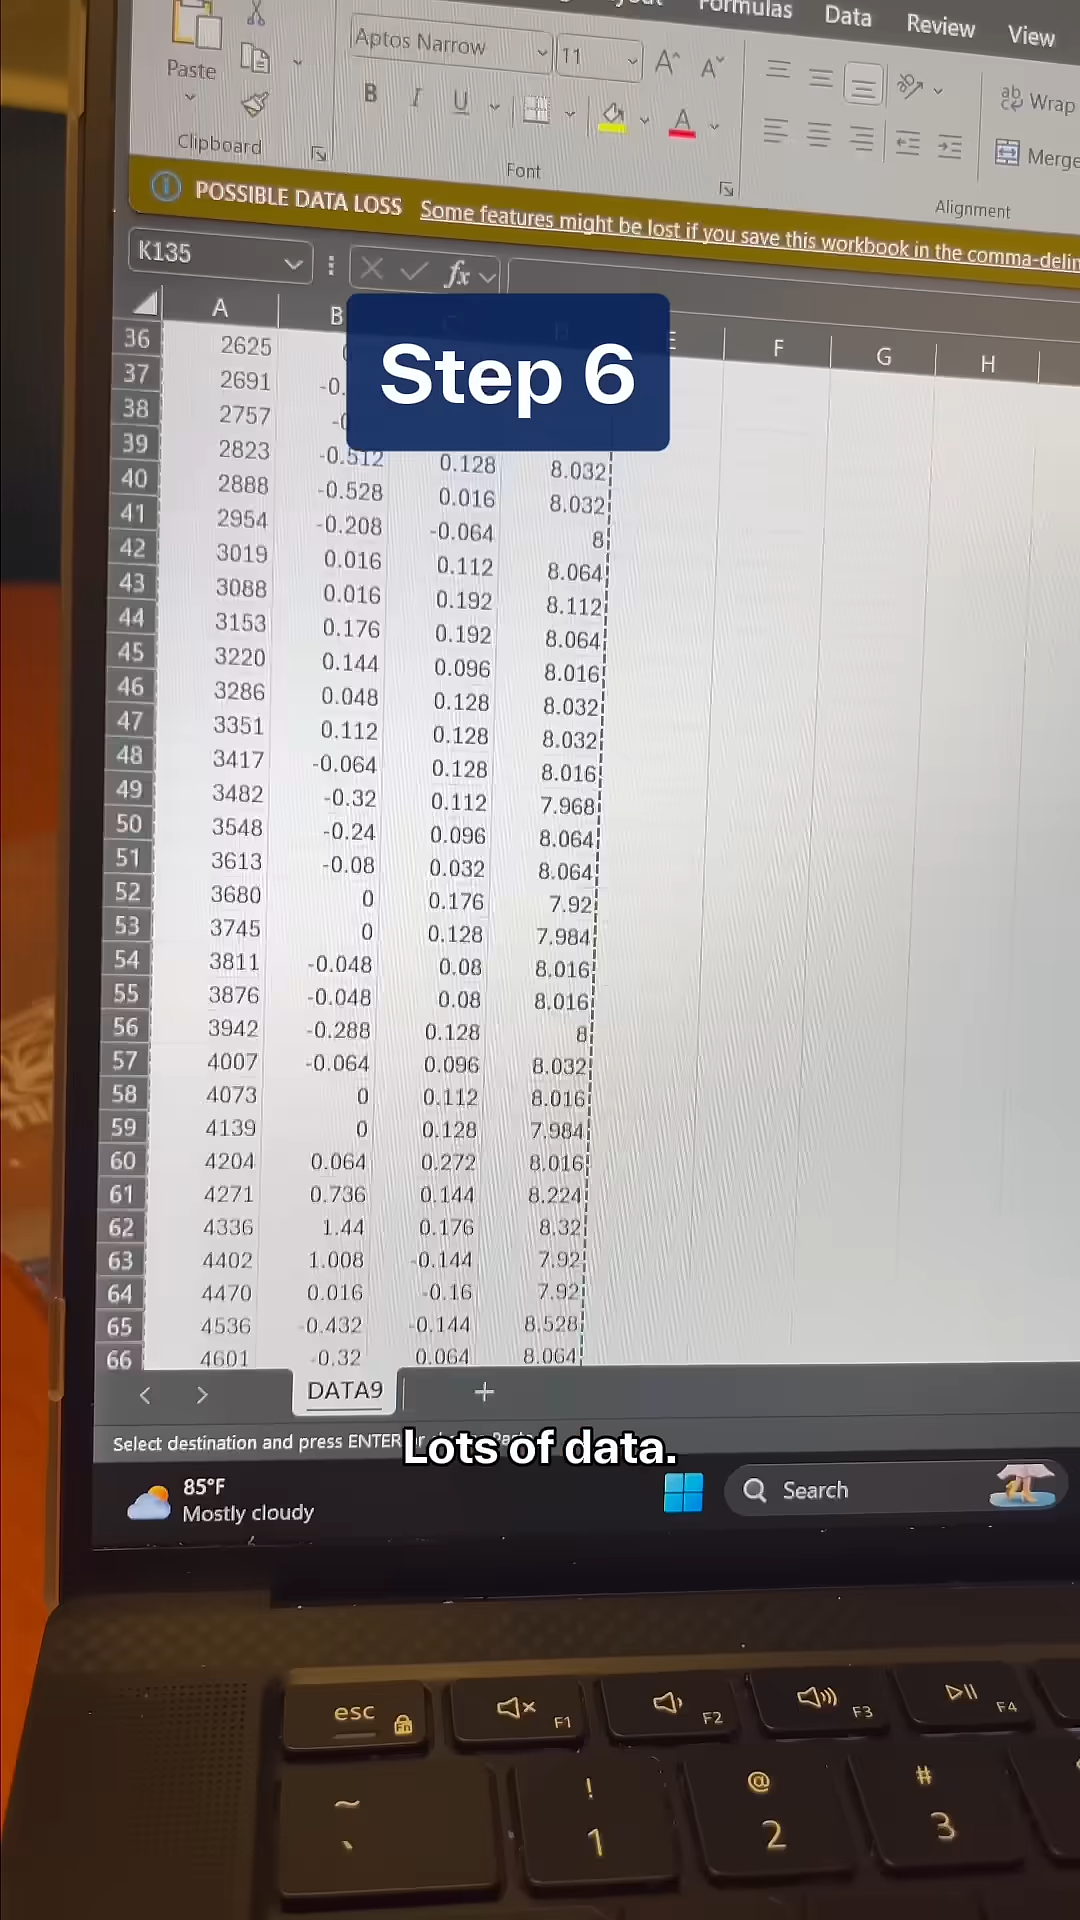 Formulas Data Review View
Paste
Aptos Narrow 11 A A
B I U A
ab Wrap
Merge
Clipboard Font Alignment
POSSIBLE DATA LOSS Some features might be lost if you save this workbook in the comma-delim
K135 fx
A B E F G H
Step 6
36 2625
37 2691 -0.
38 2757
39 2823 -0.512 0.128 8.032
40 2888 -0.528 0.016 8.032
41 2954 -0.208 -0.064 8
42 3019 0.016 0.112 8.064
43 3088 0.016 0.192 8.112
44 3153 0.176 0.192 8.064
45 3220 0.144 0.096 8.016
46 3286 0.048 0.128 8.032
47 3351 0.112 0.128 8.032
48 3417 -0.064 0.128 8.016
49 3482 -0.32 0.112 7.968
50 3548 -0.24 0.096 8.064
51 3613 -0.08 0.032 8.064
52 3680 0 0.176 7.92
53 3745 0 0.128 7.984
54 3811 -0.048 0.08 8.016
55 3876 -0.048 0.08 8.016
56 3942 -0.288 0.128 8
57 4007 -0.064 0.096 8.032
58 4073 0 0.112 8.016
59 4139 0 0.128 7.984
60 4204 0.064 0.272 8.016
61 4271 0.736 0.144 8.224
62 4336 1.44 0.176 8.32
63 4402 1.008 -0.144 7.92
64 4470 0.016 -0.16 7.92
65 4536 -0.432 -0.144 8.528
66 4601 -0.32 0.064 8.064
DATA9 +
Select destination and press ENTER
Lots of data.
85°F
Mostly cloudy
Search
esc Fn F1 F2 F3 F4
~ ! @ #
` 1 2 3